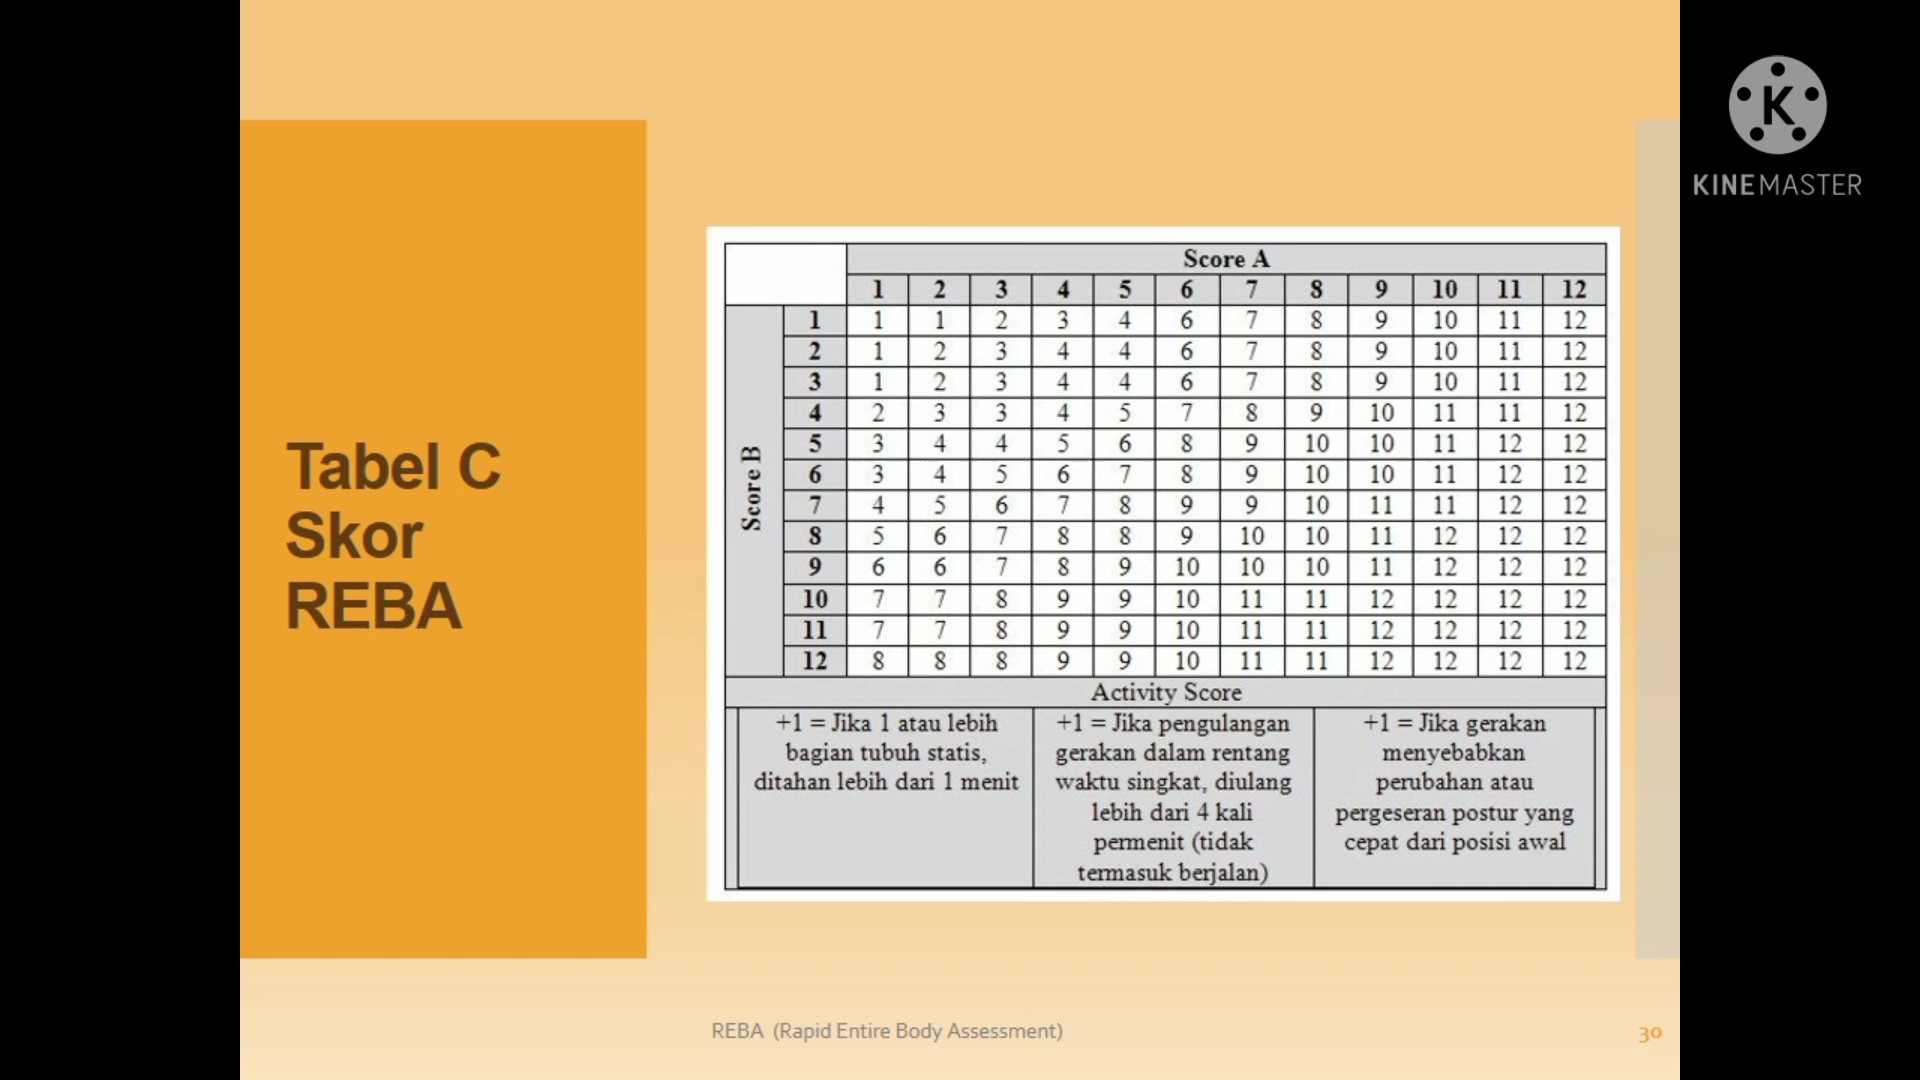 KINEMASTER
Tabel C
Skor
REBA
Score A
1 2 3 4 5 6 7 8 9 10 11 12
Score B
1 1 1 2 3 4 6 7 8 9 10 11 12
2 1 2 3 4 4 6 7 8 9 10 11 12
3 1 2 3 4 4 6 7 8 9 10 11 12
4 2 3 3 4 5 7 8 9 10 11 11 12
5 3 4 4 5 6 8 9 10 10 11 12 12
6 3 4 5 6 7 8 9 10 10 11 12 12
7 4 5 6 7 8 9 9 10 11 11 12 12
8 5 6 7 8 8 9 10 10 11 12 12 12
9 6 6 7 8 9 10 10 10 11 12 12 12
10 7 7 8 9 9 10 11 11 12 12 12 12
11 7 7 8 9 9 10 11 11 12 12 12 12
12 8 8 8 9 9 10 11 11 12 12 12 12
Activity Score
+1 = Jika 1 atau lebih
bagian tubuh statis,
ditahan lebih dari 1 menit
+1 = Jika pengulangan
gerakan dalam rentang
waktu singkat, diulang
lebih dari 4 kali
permenit (tidak
termasuk berjalan)
+1 = Jika gerakan
menyebabkan
perubahan atau
pergeseran postur yang
cepat dari posisi awal
REBA (Rapid Entire Body Assessment)
30